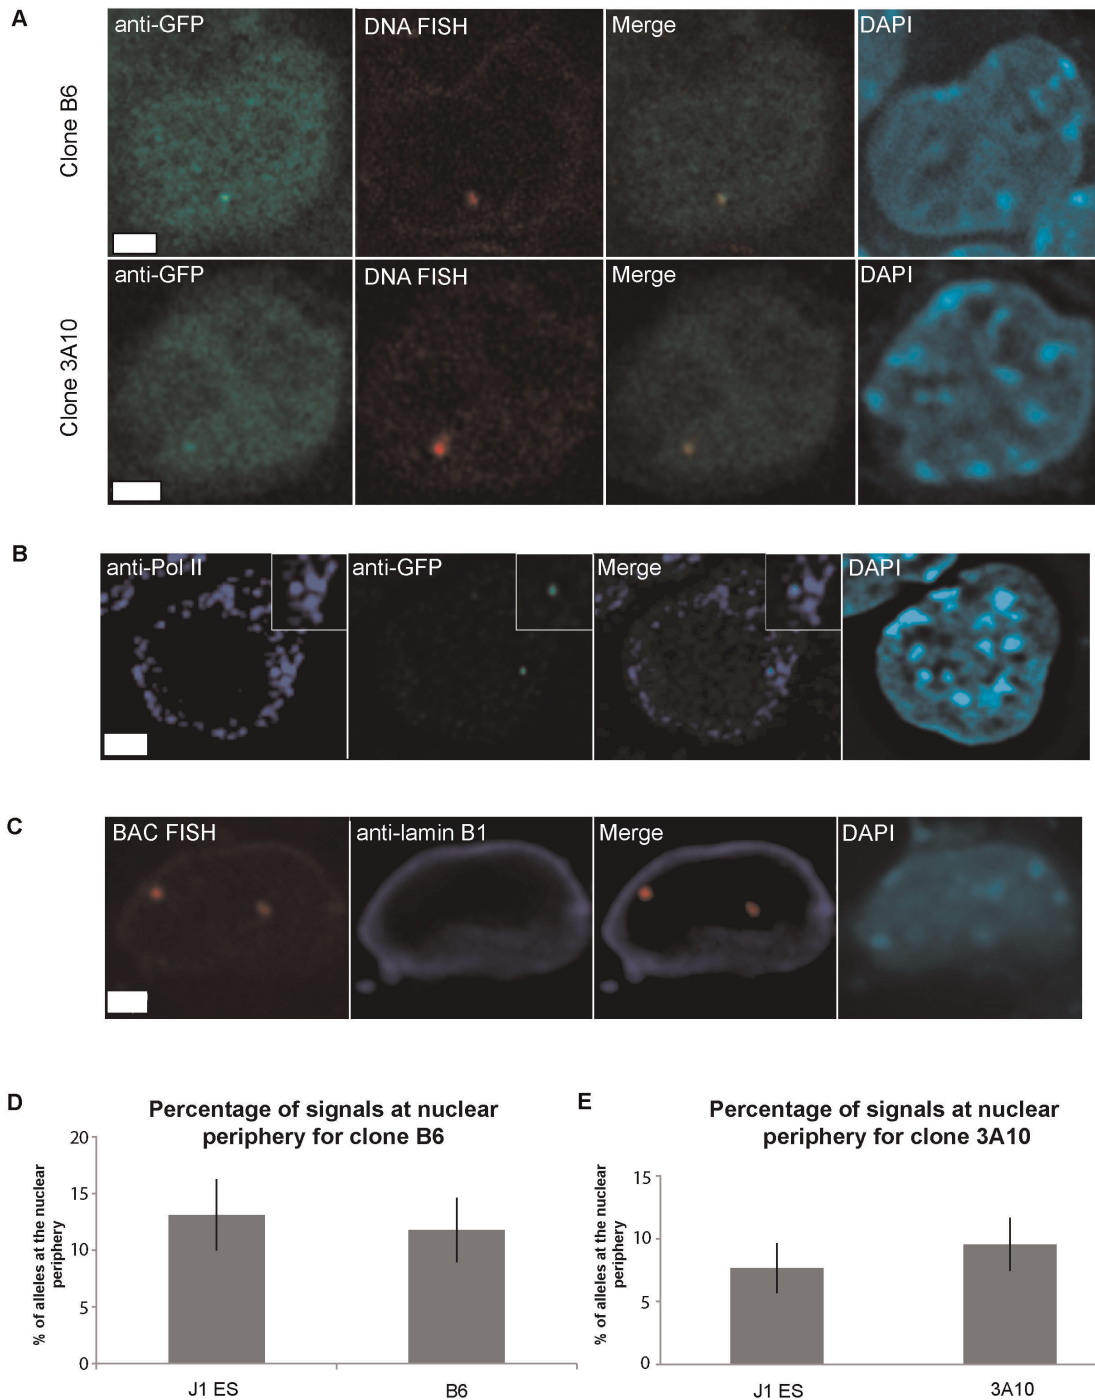 A
anti-GFP
DNA FISH
Merge
DAPI
Clone B6
anti-GFP
DNA FISH
Merge
DAPI
Clone 3A10
B
anti-Pol II
anti-GFP
Merge
DAPI
C
BAC FISH
anti-lamin B1
Merge
DAPI
D
Percentage of signals at nuclear
periphery for clone B6
% of alleles at the nuclear
periphery
20
15
10
5
0
J1 ES
B6
E
Percentage of signals at nuclear
periphery for clone 3A10
% of alleles at the nuclear
periphery
15
10
5
0
J1 ES
3A10